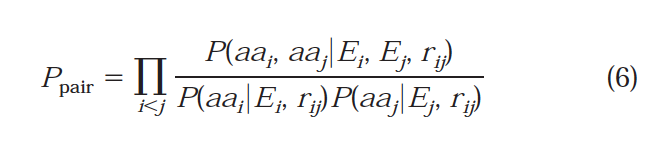 P_pair = ∏_{i<j} P(aa_i, aa_j|E_i, E_j, r_ij) / P(aa_i|E_i, r_ij)P(aa_j|E_j, r_ij) (6)